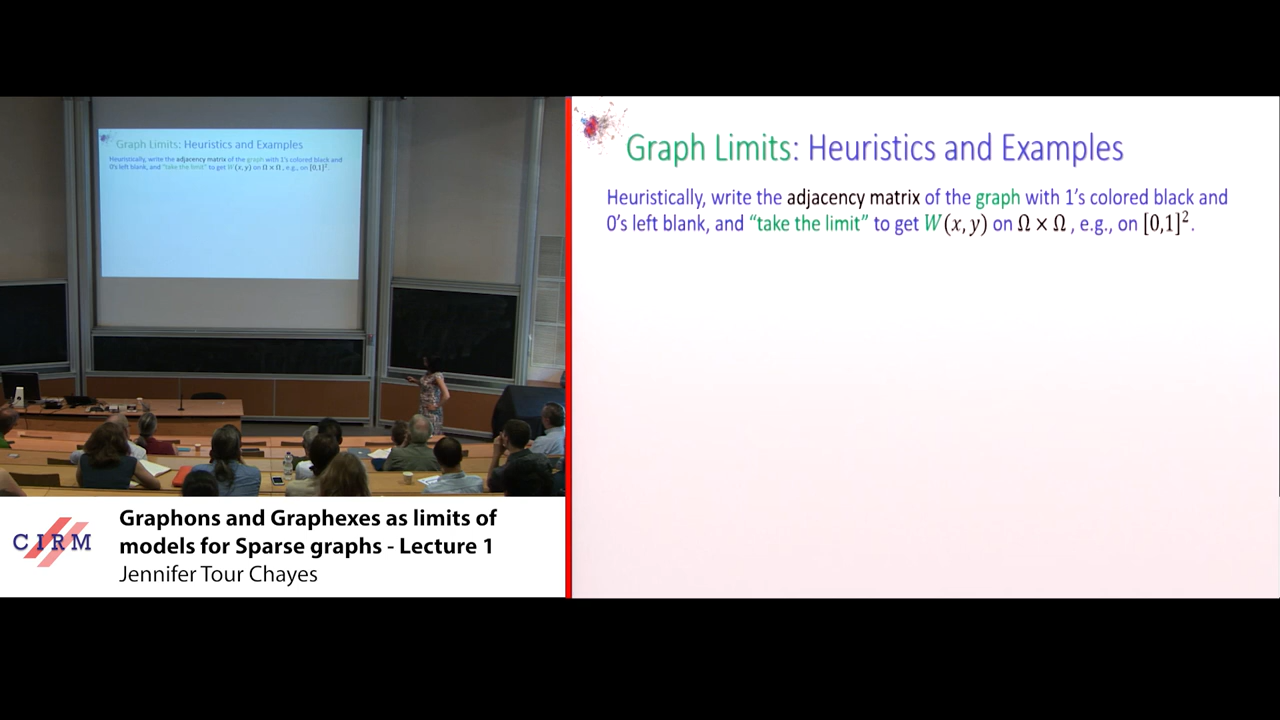 Graph Limits: Heuristics and Examples
Heuristically, write the adjacency matrix of the graph with 1's colored black and
0's left blank, and "take the limit" to get W(x, y) on Ω × Ω , e.g., on [0,1]².
Graph Limits: Heuristics and Examples
Heuristically, write the adjacency matrix of the graph with 1's colored black and
0's left blank, and “take the limit” to get W(x, y) on Ω × Ω , e.g., on [0,1]².
CIRM
Graphons and Graphexes as limits of
models for Sparse graphs - Lecture 1
Jennifer Tour Chayes